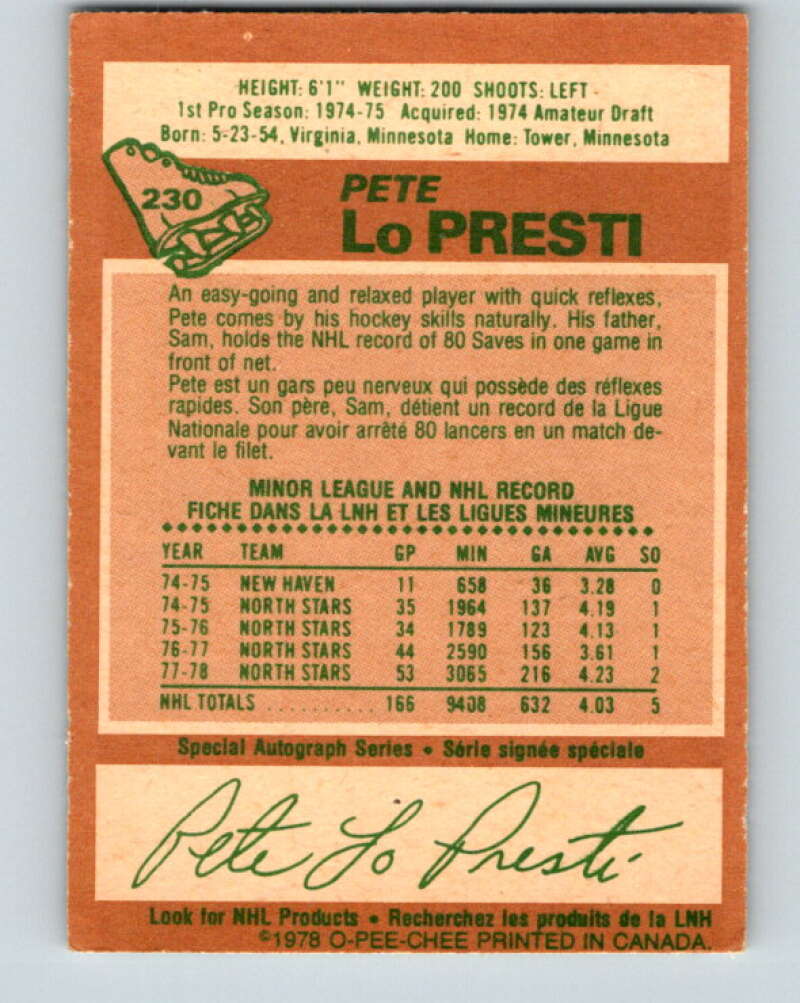 HEIGHT: 6'1" WEIGHT: 200 SHOOTS: LEFT
1st Pro Season: 1974-75 Acquired: 1974 Amateur Draft
Born: 5-23-54, Virginia, Minnesota Home: Tower, Minnesota
230
PETE
Lo PRESTI
An easy-going and relaxed player with quick reflexes,
Pete comes by his hockey skills naturally. His father,
Sam, holds the NHL record of 80 Saves in one game in
front of net.
Pete est un gars peu nerveux qui possède des réflexes
rapides. Son père, Sam, détient un record de la Ligue
Nationale pour avoir arrêté 80 lancers en un match de-
vant le filet.
MINOR LEAGUE AND NHL RECORD
FICHE DANS LA LNH ET LES LIGUES MINEURES
YEAR TEAM GP MIN GA AVG SO
74-75 NEW HAVEN 11 658 36 3.28 0
74-75 NORTH STARS 35 1964 137 4.19 1
75-76 NORTH STARS 34 1789 123 4.13 1
76-77 NORTH STARS 44 2590 156 3.61 1
77-78 NORTH STARS 53 3065 216 4.23 2
NHL TOTALS .......... 166 9408 632 4.03 5
Special Autograph Series • Série signée spéciale
Pete Lo Presti
Look for NHL Products • Recherchez les produits de la LNH
©1978 O-PEE-CHEE PRINTED IN CANADA.